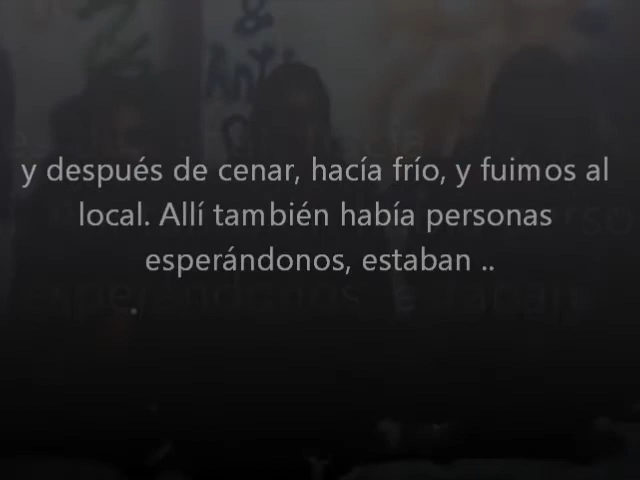 y después de cenar, hacía frío, y fuimos al
local. Allí también había personas
esperándonos, estaban ..